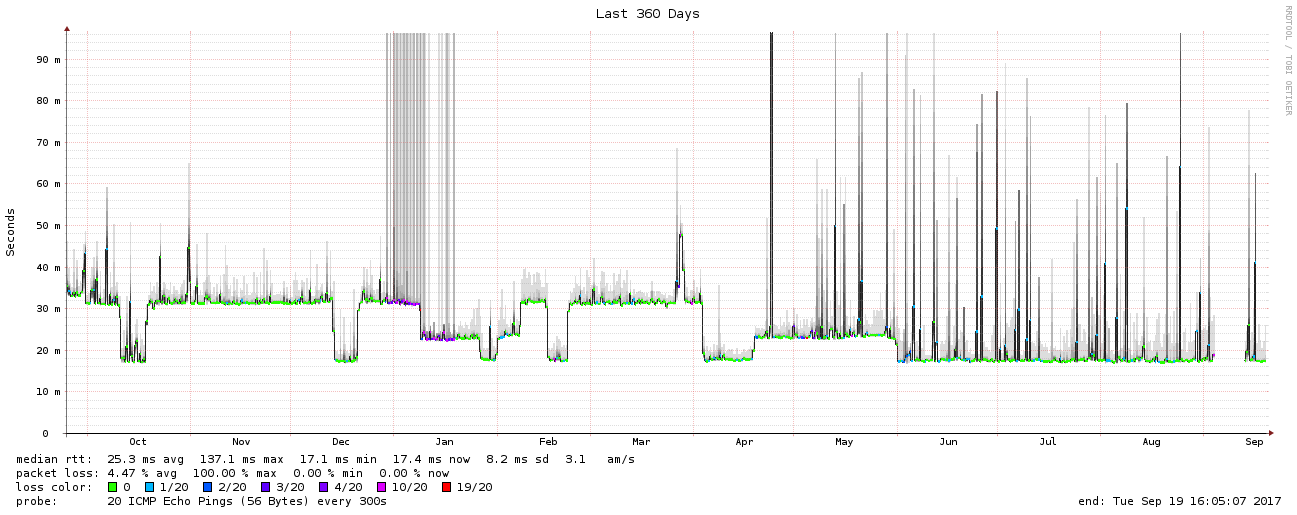 Last 360 Days
RRDTOOL / TOBI OETIKER
Seconds
90 m
80 m
70 m
60 m
50 m
40 m
30 m
20 m
10 m
0
Oct Nov Dec Jan Feb Mar Apr May Jun Jul Aug Sep
median rtt: 25.3 ms avg 137.1 ms max 17.1 ms min 17.4 ms now 8.2 ms sd 3.1 am/s
packet loss: 4.47 % avg 100.00 % max 0.00 % min 0.00 % now
loss color: 0 1/20 2/20 3/20 4/20 10/20 19/20
probe: 20 ICMP Echo Pings (56 Bytes) every 300s end: Tue Sep 19 16:05:07 2017